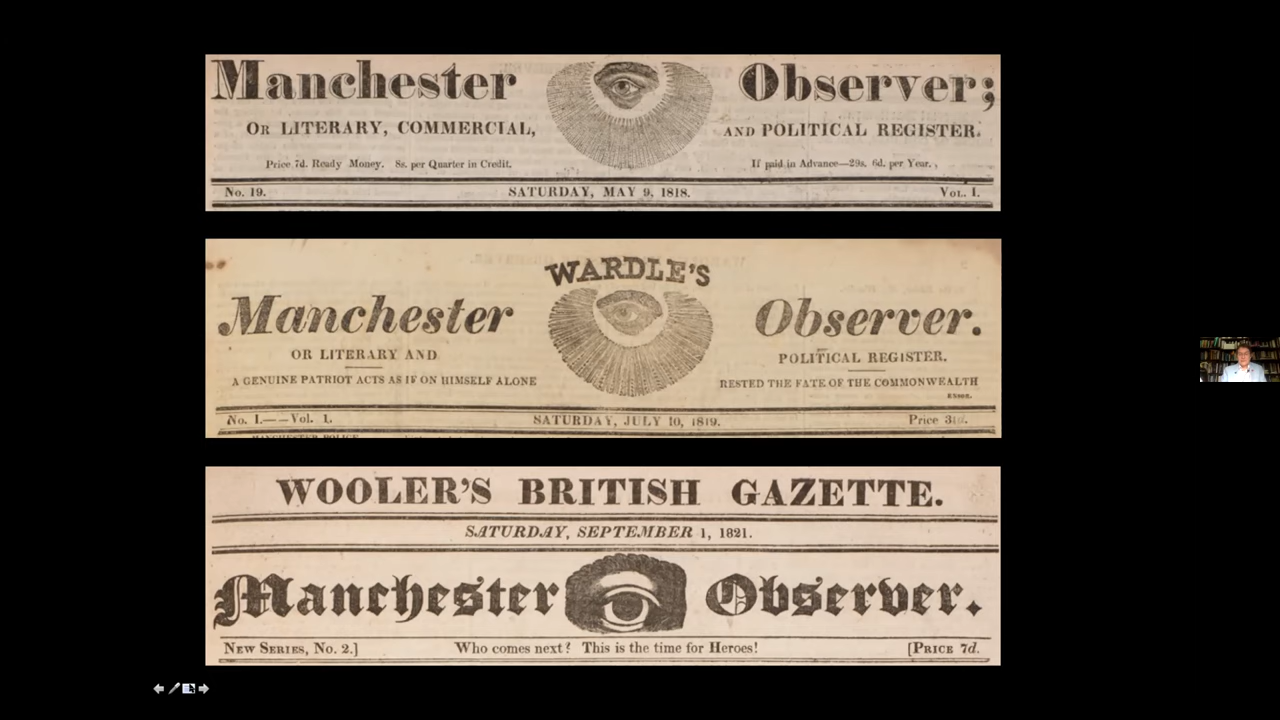 Manchester Observer;
OR LITERARY, COMMERCIAL, AND POLITICAL REGISTER.
Price 7d. Ready Money. 8s. per Quarter in Credit. If paid in Advance—29s. 6d. per Year.
No. 19. SATURDAY, MAY 9, 1818. VOL. I.
WARDLE'S
Manchester Observer.
OR LITERARY AND POLITICAL REGISTER.
A GENUINE PATRIOT ACTS AS IF ON HIMSELF ALONE RESTED THE FATE OF THE COMMONWEALTH
No. 1.——Vol. 1. SATURDAY, JULY 10, 1819. Price
MANCHESTER POLICE
WOOLER'S BRITISH GAZETTE.
SATURDAY, SEPTEMBER 1, 1821.
Manchester Observer.
NEW SERIES, No. 2.] Who comes next? This is the time for Heroes! [PRICE 7d.